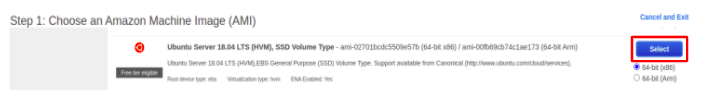 Step 1: Choose an Amazon Machine Image (AMI)
Cancel and Exit
Ubuntu Server 18.04 LTS (HVM), SSD Volume Type - ami-02701bcdc5509e57b (64-bit x86) / ami-00fb69cb74c1ae173 (64-bit Arm)
Select
Ubuntu Server 18.04 LTS (HVM),EBS General Purpose (SSD) Volume Type. Support available from Canonical (http://www.ubuntu.com/cloud/services).
64-bit (x86)
Free tier eligible
Root device type: ebs Virtualization type: hvm ENA Enabled: Yes
64-bit (Arm)